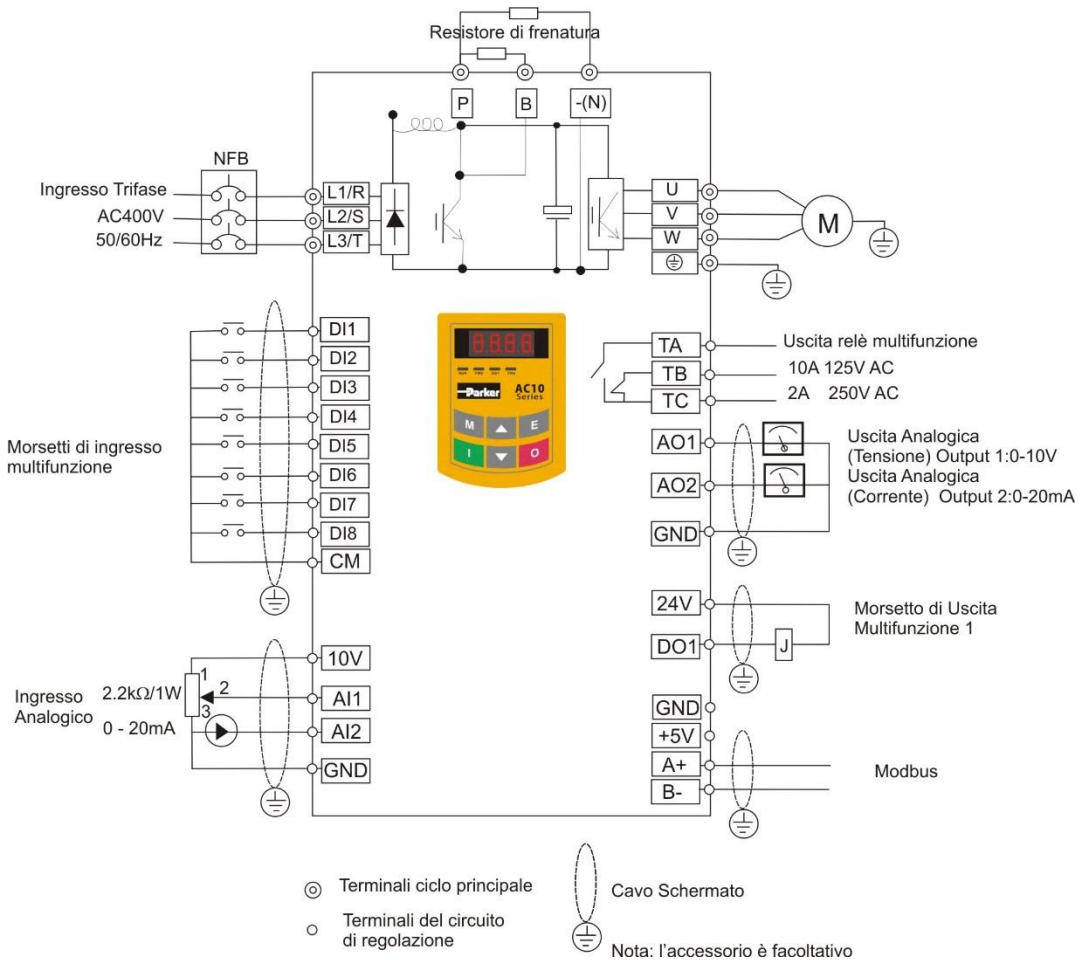 Resistore di frenatura
P
B
-(N)
NFB
Ingresso Trifase
AC400V
50/60Hz
L1/R
L2/S
L3/T
U
V
W
M
Morsetti di ingresso
multifunzione
DI1
DI2
DI3
DI4
DI5
DI6
DI7
DI8
CM
8.8.8.8
RUN FWD DGT FRQ
Parker
AC10
Series
M
E
I
O
TA
TB
TC
Uscita relè multifunzione
10A 125V AC
2A 250V AC
AO1
AO2
GND
Uscita Analogica
(Tensione) Output 1:0-10V
Uscita Analogica
(Corrente) Output 2:0-20mA
24V
DO1
J
Morsetto di Uscita
Multifunzione 1
Ingresso
Analogico
2.2kΩ/1W
0 - 20mA
1
2
3
10V
AI1
AI2
GND
GND
+5V
A+
B-
Modbus
Terminali ciclo principale
Terminali del circuito
di regolazione
Cavo Schermato
Nota: l'accessorio è facoltativo